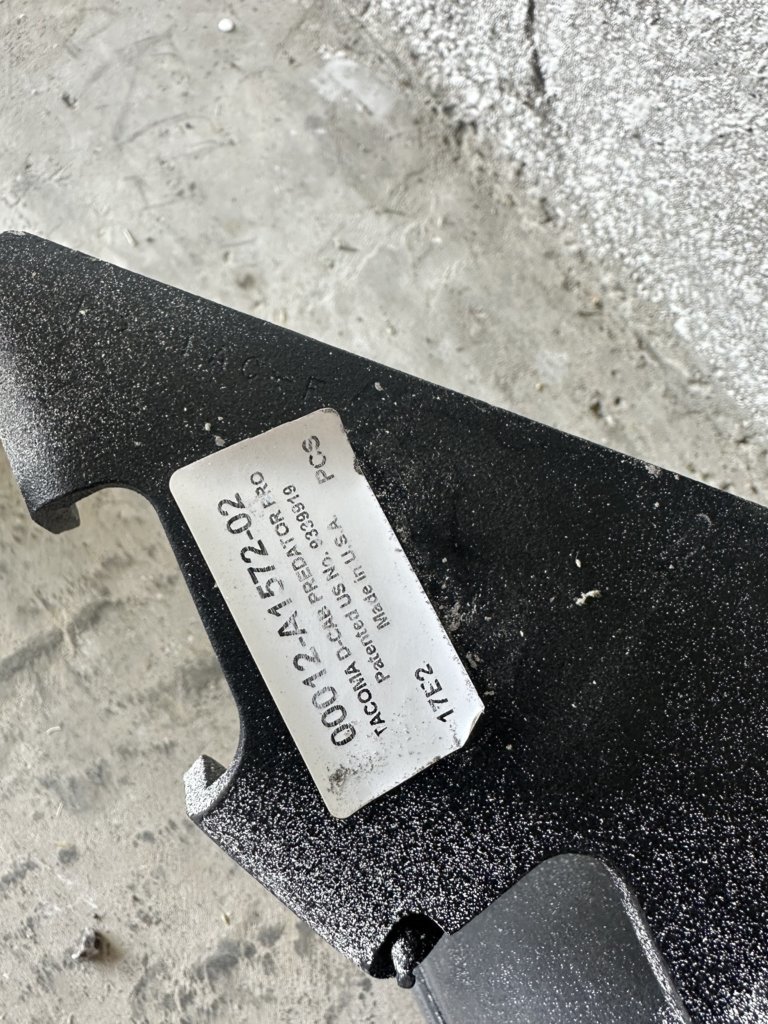 00012-A1572-02
TACOMA D-CAB PREDATOR PRO
Patented US No. 9339919
Made in U.S.A. PCS
17E2